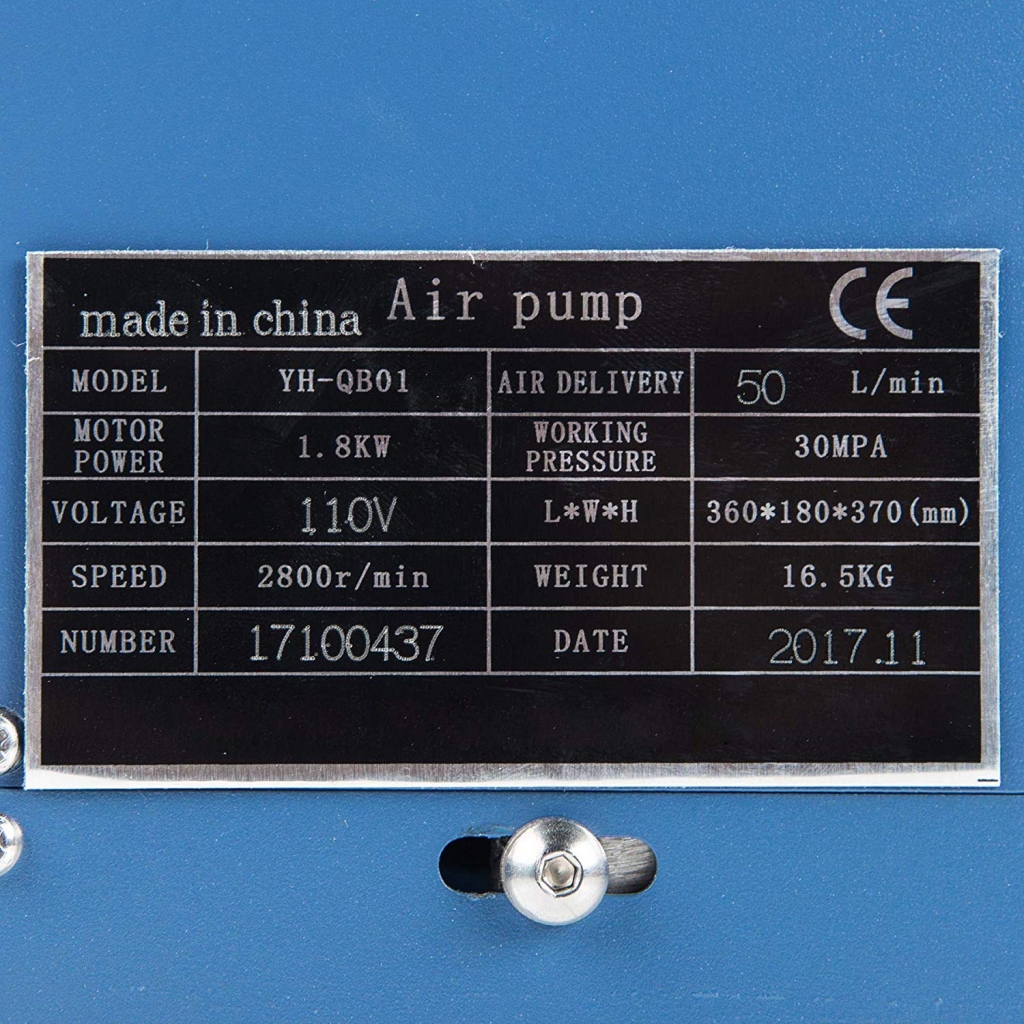 made in china Air pump CE
MODEL YH-QB01 AIR DELIVERY 50 L/min
MOTOR POWER 1.8KW WORKING PRESSURE 30MPA
VOLTAGE 110V L*W*H 360*180*370(mm)
SPEED 2800r/min WEIGHT 16.5KG
NUMBER 17100437 DATE 2017.11